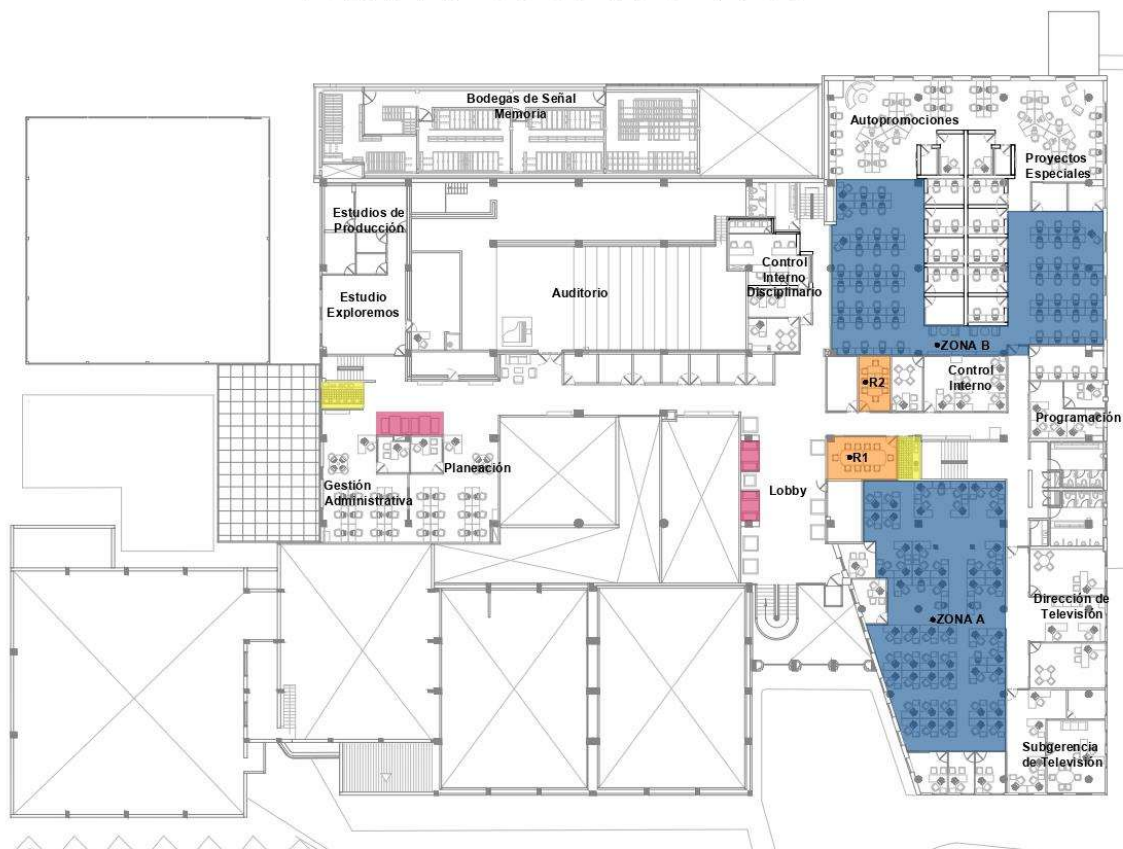 Bodegas de Señal
Memoria
Autopromociones
Proyectos
Especiales
Estudios de
Producción
Control
Interno
Disciplinario
Auditorio
Estudio
Exploremos
ZONA B
Control
Interno
R2
Programación
R1
Planeación
Gestión
Administrativa
Lobby
Dirección de
Televisión
ZONA A
Subgerencia
de Televisión